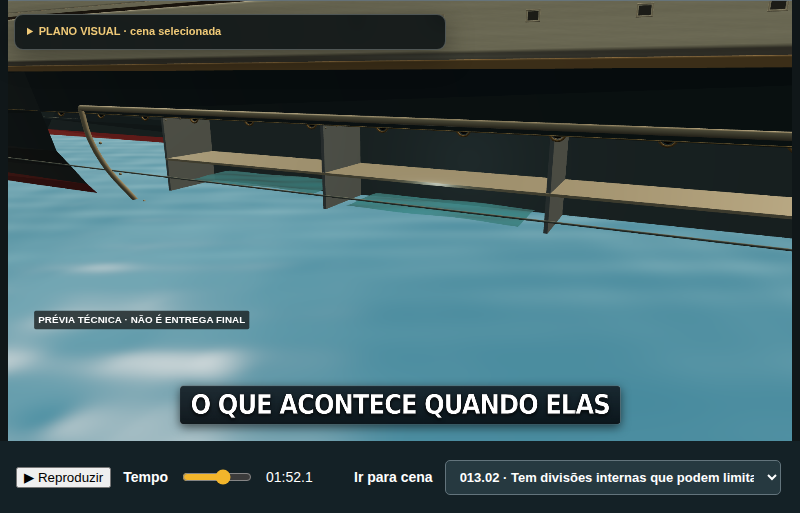 ▶ PLANO VISUAL · cena selecionada
PRÉVIA TÉCNICA · NÃO É ENTREGA FINAL
O QUE ACONTECE QUANDO ELAS
▶ Reproduzir Tempo 01:52.1 Ir para cena 013.02 · Tem divisões internas que podem limita